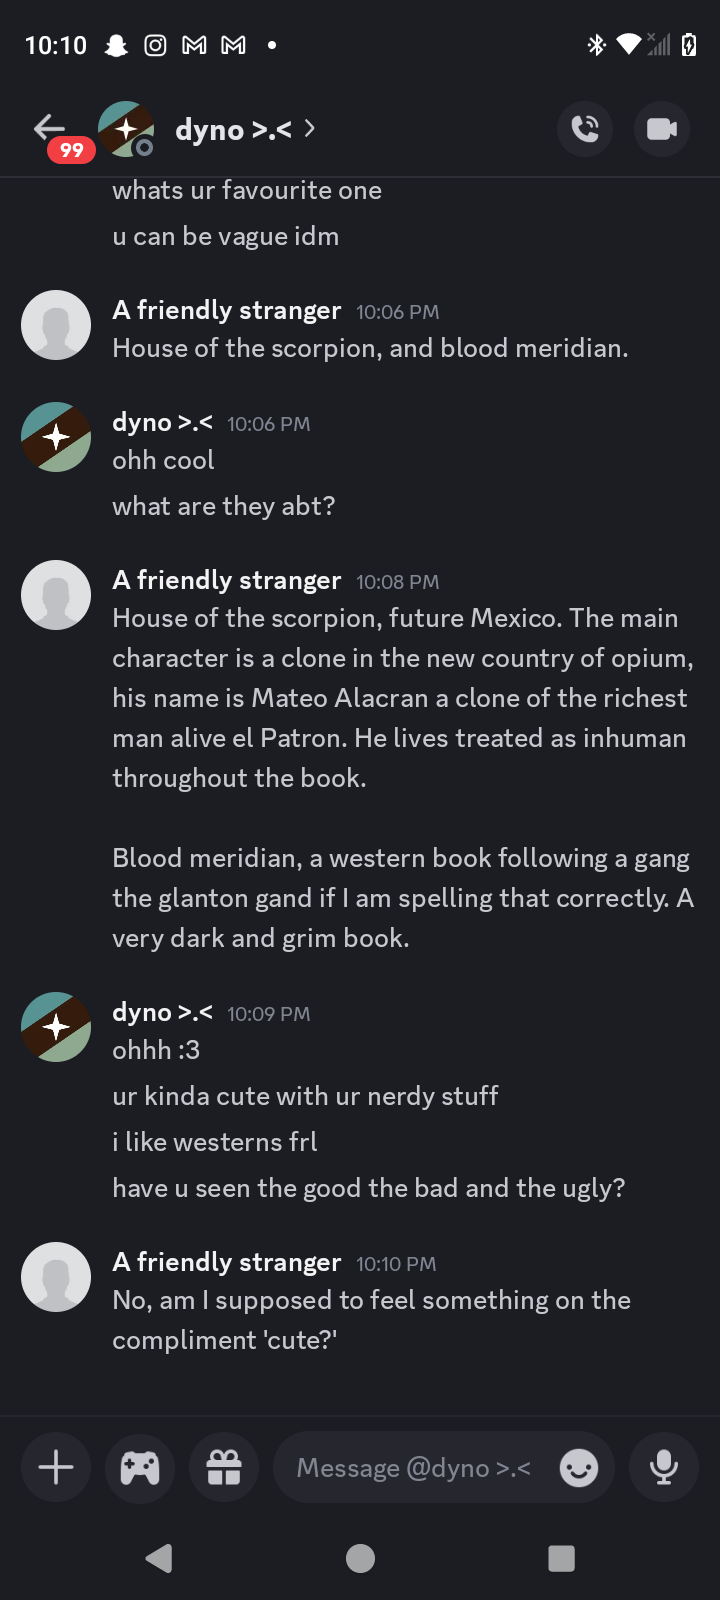 10:10
99
dyno >.<
whats ur favourite one
u can be vague idm
A friendly stranger 10:06 PM
House of the scorpion, and blood meridian.
dyno >.< 10:06 PM
ohh cool
what are they abt?
A friendly stranger 10:08 PM
House of the scorpion, future Mexico. The main
character is a clone in the new country of opium,
his name is Mateo Alacran a clone of the richest
man alive el Patron. He lives treated as inhuman
throughout the book.
Blood meridian, a western book following a gang
the glanton gand if I am spelling that correctly. A
very dark and grim book.
dyno >.< 10:09 PM
ohhh :3
ur kinda cute with ur nerdy stuff
i like westerns frl
have u seen the good the bad and the ugly?
A friendly stranger 10:10 PM
No, am I supposed to feel something on the
compliment 'cute?'
Message @dyno >.<